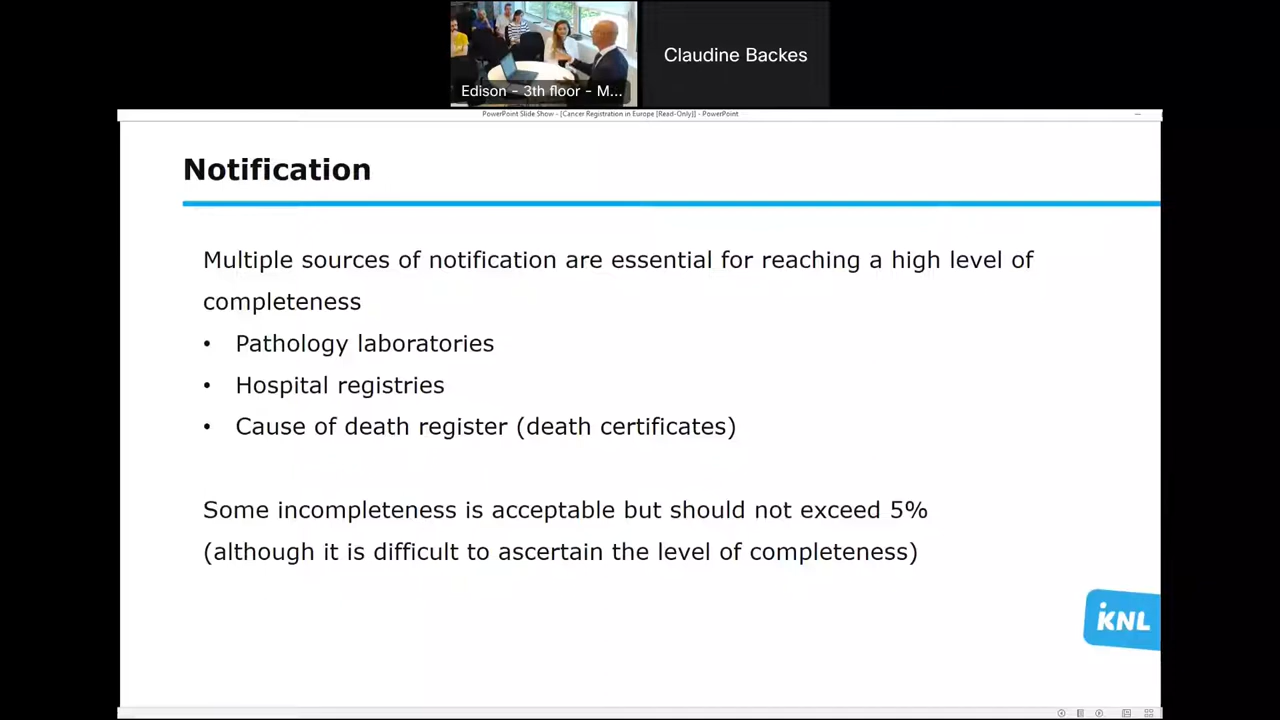 Claudine Backes
Edison - 3th floor - M...
PowerPoint Slide Show - [Cancer Registration in Europe [Read-Only]] - PowerPoint
Notification
Multiple sources of notification are essential for reaching a high level of
completeness
• Pathology laboratories
• Hospital registries
• Cause of death register (death certificates)
Some incompleteness is acceptable but should not exceed 5%
(although it is difficult to ascertain the level of completeness)
iKNL